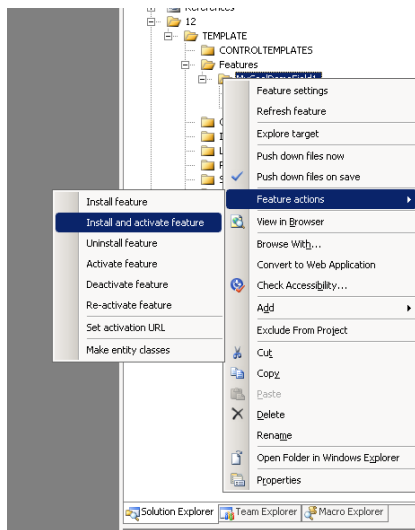 References
12
TEMPLATE
CONTROLTEMPLATES
Features
MyCoolDemoField1
Feature settings
Refresh feature
Explore target
Push down files now
Push down files on save
Feature actions
Install feature
Install and activate feature
Uninstall feature
Activate feature
Deactivate feature
Re-activate feature
Set activation URL
Make entity classes
View in Browser
Browse With...
Convert to Web Application
Check Accessibility...
Add
Exclude From Project
Cut
Copy
Paste
Delete
Rename
Open Folder in Windows Explorer
Properties
Solution Explorer
Team Explorer
Macro Explorer